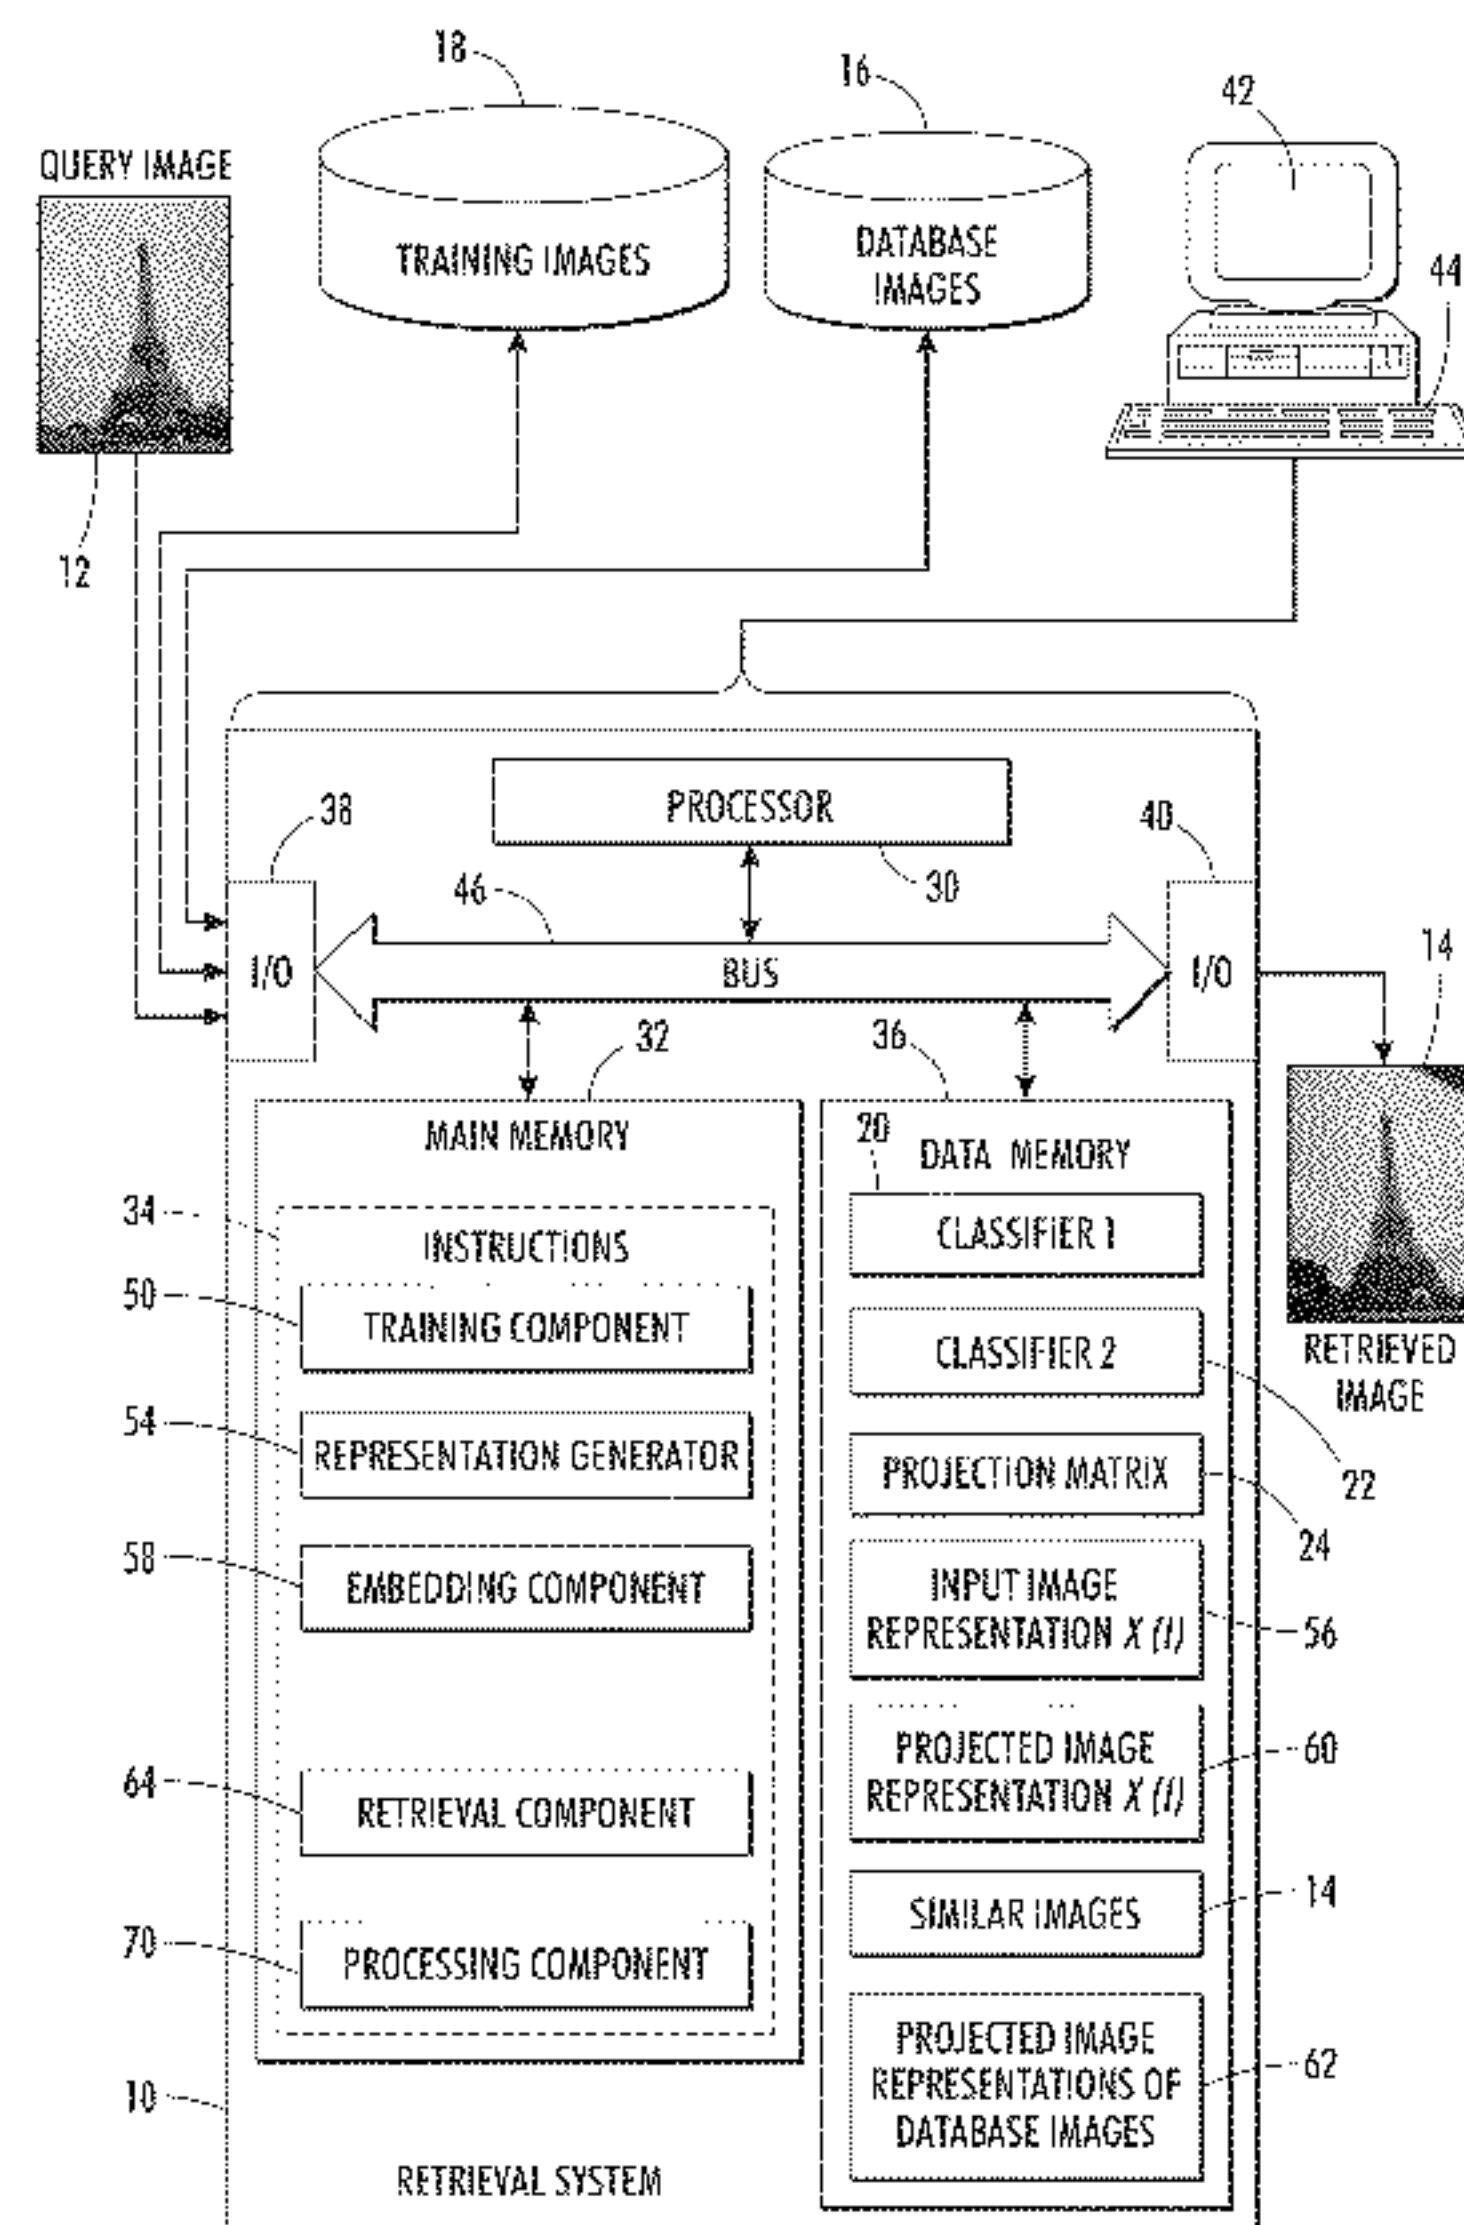 18
16
42
QUERY IMAGE
TRAINING IMAGES
DATABASE
IMAGES
44
12
PROCESSOR
38
40
46
30
I/O
BUS
I/O
14
32
36
MAIN MEMORY
20
DATA MEMORY
34
INSTRUCTIONS
CLASSIFIER 1
50
TRAINING COMPONENT
CLASSIFIER 2
RETRIEVED
IMAGE
54
REPRESENTATION GENERATOR
PROJECTION MATRIX
22
24
58
EMBEDDING COMPONENT
INPUT IMAGE
REPRESENTATION X (I)
56
PROJECTED IMAGE
REPRESENTATION X (I)
60
64
RETRIEVAL COMPONENT
SIMILAR IMAGES
14
70
PROCESSING COMPONENT
PROJECTED IMAGE
REPRESENTATIONS OF
DATABASE IMAGES
62
10
RETRIEVAL SYSTEM